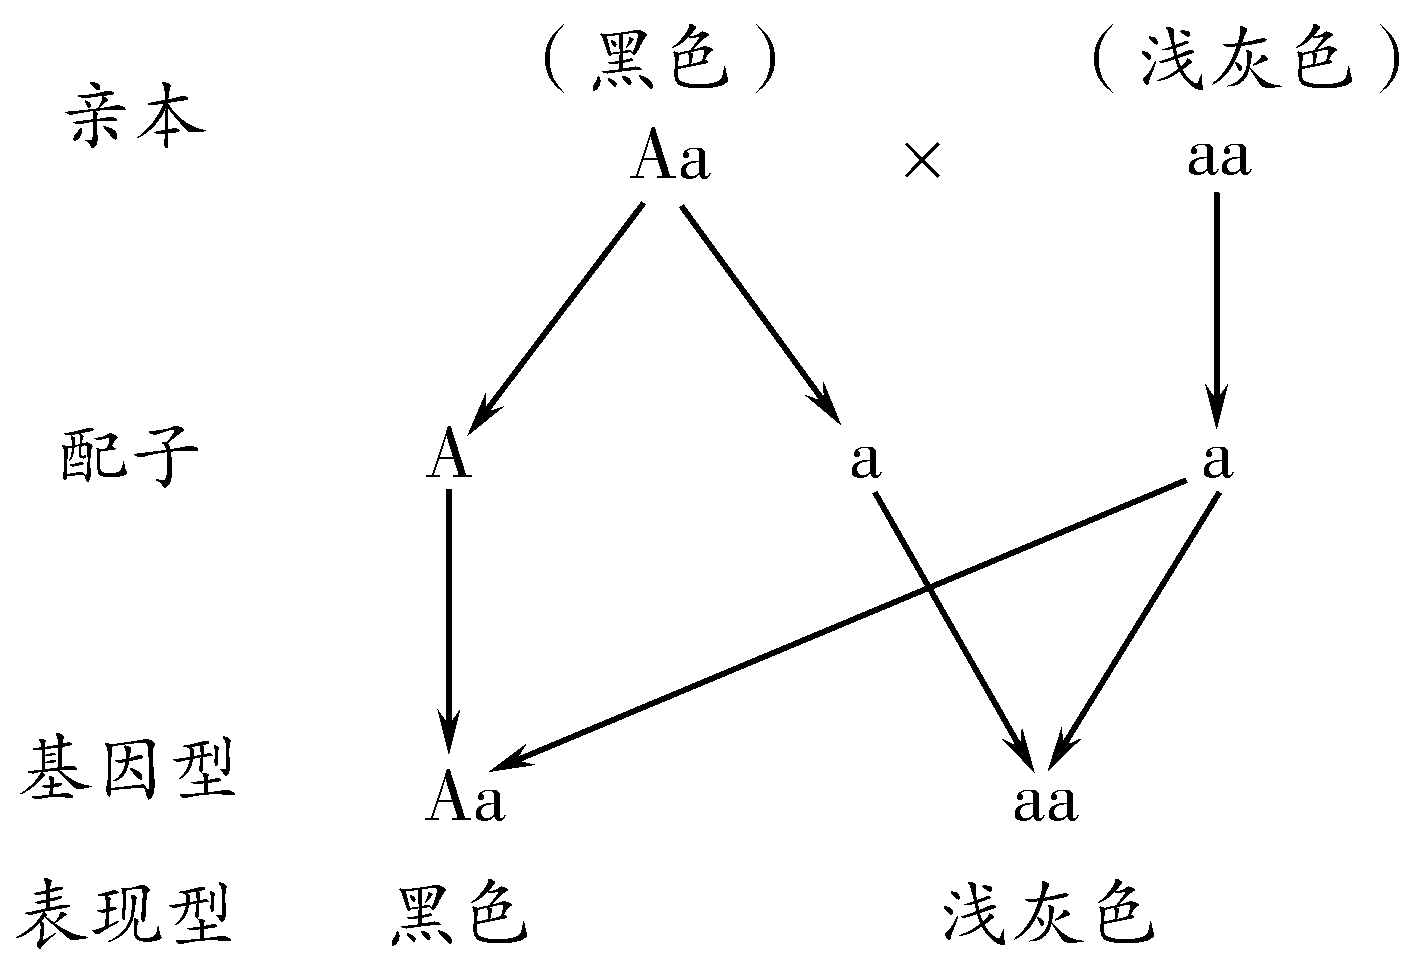 （黑色） （浅灰色）
亲本 Aa × aa
配子 A a a
基因型 Aa aa
表现型 黑色 浅灰色